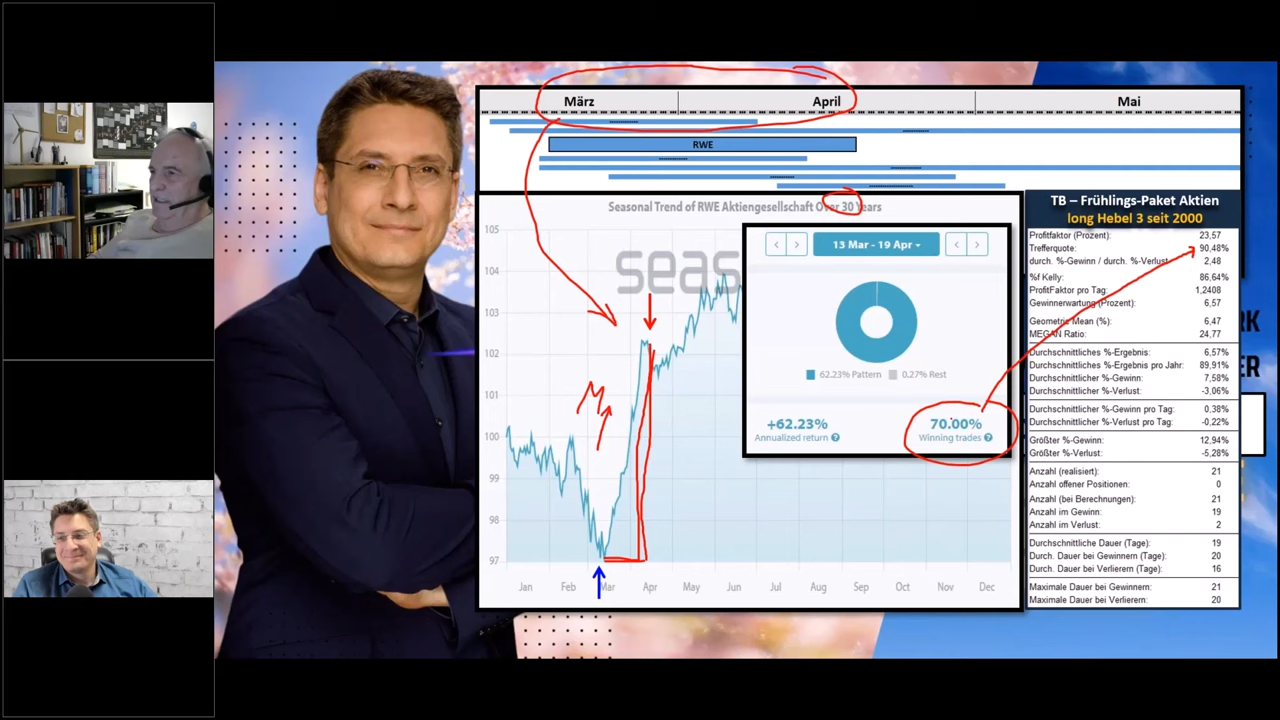 März April Mai
RWE
Seasonal Trend of RWE Aktiengesellschaft Over 30 Years
105
104
103
102
101
100
99
98
97
Jan Feb Mar Apr May Jun Jul Aug Sep Oct Nov Dec
seas
13 Mar - 19 Apr
62.23% Pattern 0.27% Rest
+62.23% 70.00%
Annualized return Winning trades
M
TB – Frühlings-Paket Aktien
long Hebel 3 seit 2000
Profitfaktor (Prozent): 23,57
Trefferquote: 90,48%
durch. %-Gewinn / durch. %-Verlust 2,48
%f Kelly: 86,64%
ProfitFaktor pro Tag: 1,2408
Gewinnerwartung (Prozent): 6,57
Geometric Mean (%): 6,47
MEGAN Ratio: 24,77
Durchschnittliches %-Ergebnis: 6,57%
Durchschnittliches %-Ergebnis pro Jahr: 89,91%
Durchschnittlicher %-Gewinn: 7,58%
Durchschnittlicher %-Verlust: -3,06%
Durchschnittlicher %-Gewinn pro Tag: 0,38%
Durchschnittlicher %-Verlust pro Tag: -0,22%
Größter %-Gewinn: 12,94%
Größter %-Verlust: -5,28%
Anzahl (realisiert): 21
Anzahl offener Positionen: 0
Anzahl (bei Berechnungen): 21
Anzahl im Gewinn: 19
Anzahl im Verlust: 2
Durchschnittliche Dauer (Tage): 19
Durch. Dauer bei Gewinnern (Tage): 20
Durch. Dauer bei Verlierern (Tage): 16
Maximale Dauer bei Gewinnern: 21
Maximale Dauer bei Verlierern: 20
RK
ER